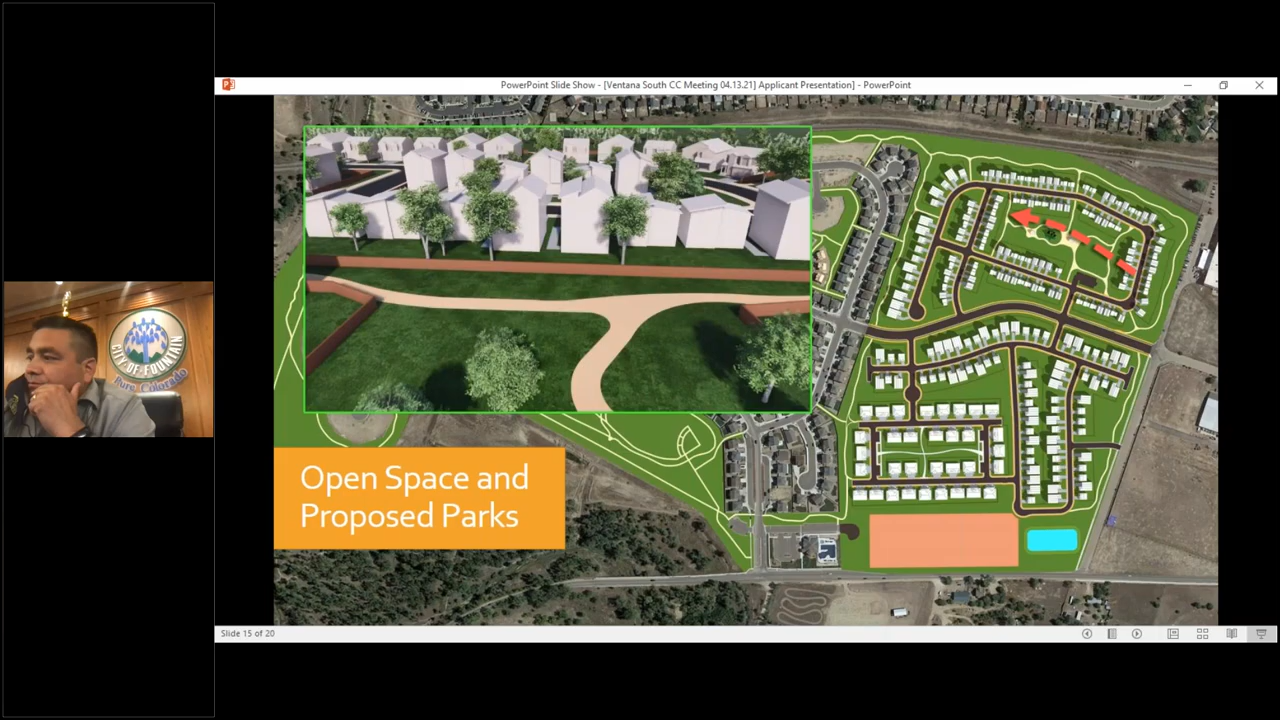 PowerPoint Slide Show - [Ventana South CC Meeting 04.13.21] Applicant Presentation] - PowerPoint
CITY OF FOUNTAIN
Pure Colorado
Open Space and
Proposed Parks
Slide 15 of 20